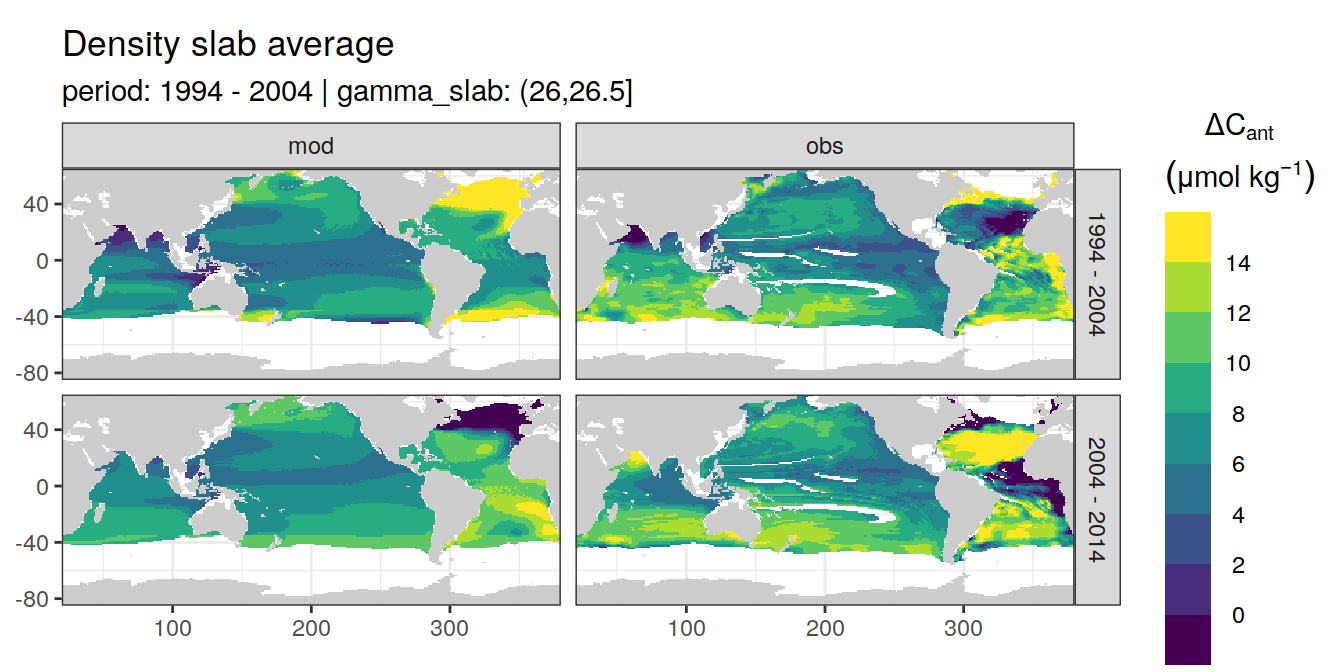 Density slab average
period: 1994 - 2004 | gamma_slab: (26,26.5]
mod
obs
40
0
-40
-80
1994 - 2004
40
0
-40
-80
2004 - 2014
100
200
300
100
200
300
ΔCant
(μmol kg⁻¹)
14
12
10
8
6
4
2
0